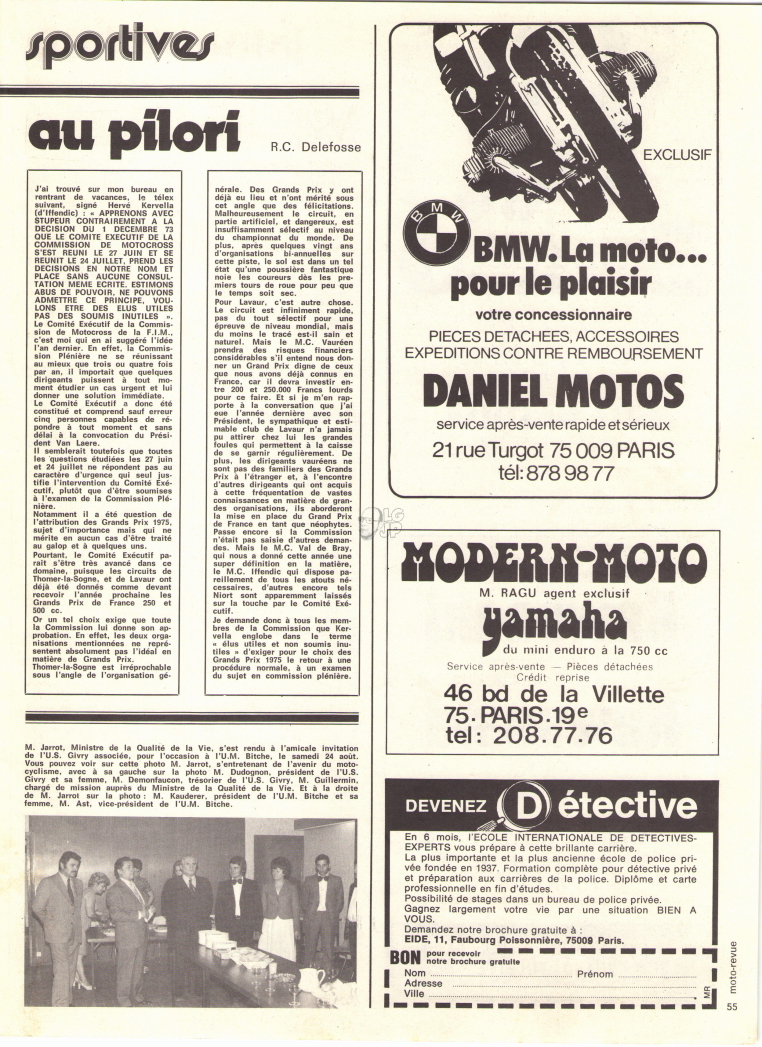 sportives
au pilori
R.C. Delefosse
J'ai trouvé sur mon bureau en
rentrant de vacances, le télex
suivant, signé Hervé Kervella
(d'Iffendic) : « APPRENONS AVEC
STUPEUR CONTRAIREMENT A LA
DECISION DU 1 DECEMBRE 73
QUE LE COMITE EXECUTIF DE LA
COMMISSION DE MOTOCROSS
S'EST REUNI LE 27 JUIN ET SE
REUNIT LE 24 JUILLET, PREND LES
DECISIONS EN NOTRE NOM ET
PLACE SANS AUCUNE CONSUL-
TATION MEME ECRITE. ESTIMONS
ABUS DE POUVOIR, NE POUVONS
ADMETTRE CE PRINCIPE, VOU-
LONS ETRE DES ELUS UTILES
PAS DES SOUMIS INUTILES ».
Le Comité Exécutif de la Commis-
sion de Motocross de la F.I.M.,
c'est moi qui en ai suggéré l'idée
l'an dernier. En effet, la Commis-
sion Plénière ne se réunissant
au mieux que trois ou quatre fois
par an, il importait que quelques
dirigeants puissent à tout mo-
ment étudier un cas urgent et lui
donner une solution immédiate.
Le Comité Exécutif a donc été
constitué et comprend sauf erreur
cinq personnes capables de ré-
pondre à tout moment et sans
délai à la convocation du Prési-
dent Van Laere.
Il semblerait toutefois que toutes
les questions étudiées les 27 juin
et 24 juillet ne répondent pas au
caractère d'urgence qui seul jus-
tifie l'intervention du Comité Exé-
cutif, plutôt que d'être soumises
à l'examen de la Commission Plé-
nière.
Notamment il a été question de
l'attribution des Grands Prix 1975,
sujet d'importance mais qui ne
mérite en aucun cas d'être traité
au galop et à quelques uns.
Pourtant, le Comité Exécutif pa-
raît s'être très avancé dans ce
domaine, puisque les circuits de
Thomer-la-Sogne, et de Lavaur ont
déjà été donnés comme devant
recevoir l'année prochaine les
Grands Prix de France 250 et
500 cc.
Or un tel choix exige que toute
la Commission lui donne son ap-
probation. En effet, les deux orga-
nisations mentionnées ne repré-
sentent absolument pas l'idéal en
matière de Grands Prix.
Thomer-la-Sogne est irréprochable
sous l'angle de l'organisation gé-
nérale. Des Grands Prix y ont
déjà eu lieu et n'ont mérité sous
cet angle que des félicitations.
Malheureusement le circuit, en
partie artificiel, et dangereux, est
insuffisamment sélectif au niveau
du championnat du monde. De
plus, après quelques vingt ans
d'organisations bi-annuelles sur
cette piste, le sol est dans un tel
état qu'une poussière fantastique
noie les coureurs dès les pre-
miers tours de roue pour peu que
le temps soit sec.
Pour Lavaur, c'est autre chose.
Le circuit est infiniment rapide,
pas du tout sélectif pour une
épreuve de niveau mondial, mais
du moins le tracé est-il sain et
naturel. Mais le M.C. Vauréen
prendra des risques financiers
considérables s'il entend nous don-
ner un Grand Prix digne de ceux
que nous avons déjà connus en
France, car il devra investir en-
tre 200 et 250.000 Francs lourds
pour ce faire. Et si je m'en rap-
porte à la conversation que j'ai
eue l'année dernière avec son
Président, le sympathique et esti-
mable club de Lavaur n'a jamais
pu attirer chez lui les grandes
foules qui permettent à la caisse
de se garnir régulièrement. De
plus, les dirigeants vauréens ne
sont pas des familiers des Grands
Prix à l'étranger et, à l'encontre
d'autres dirigeants qui ont acquis
à cette fréquentation de vastes
connaissances en matière de gran-
des organisations, ils aborderont
la mise en place du Grand Prix
de France en tant que néophytes.
Passe encore si la Commission
n'était pas saisie d'autres deman-
des. Mais le M.C. Val de Bray,
qui nous a donné cette année une
super définition en la matière,
le M.C. Iffendic qui dispose pa-
reillement de tous les atouts né-
cessaires, d'autres encore tels
Niort sont apparemment laissés
sur la touche par le Comité Exé-
cutif.
Je demande donc à tous les mem-
bres de la Commission que Ker-
vella englobe dans le terme
« élus utiles et non soumis inu-
tiles » d'exiger pour le choix des
Grands Prix 1975 le retour à une
procédure normale, à un examen
du sujet en commission plénière.
M. Jarrot, Ministre de la Qualité de la Vie, s'est rendu à l'amicale invitation
de l'U.S. Givry associée, pour l'occasion à l'U.M. Bitche, le samedi 24 août.
Vous pouvez voir sur cette photo M. Jarrot, s'entretenant de l'avenir du moto-
cyclisme, avec à sa gauche sur la photo M. Dudognon, président de l'U.S.
Givry et sa femme, M. Demonfaucon, trésorier de l'U.S. Givry, M. Guillermin,
chargé de mission auprès du Ministre de la Qualité de la Vie. Et à la droite
de M. Jarrot sur la photo : M. Kauderer, président de l'U.M. Bitche et sa
femme, M. Ast, vice-président de l'U.M. Bitche.
EXCLUSIF
BMW
BMW. La moto...
pour le plaisir
votre concessionnaire
PIECES DETACHEES, ACCESSOIRES
EXPEDITIONS CONTRE REMBOURSEMENT
DANIEL MOTOS
service après-vente rapide et sérieux
21 rue Turgot 75 009 PARIS
tél: 878 98 77
MODERN-MOTO
M. RAGU agent exclusif
yamaha
du mini enduro à la 750 cc
Service après-vente — Pièces détachées
Crédit reprise
46 bd de la Villette
75. PARIS. 19e
tel: 208.77.76
DEVENEZ Détective
En 6 mois, l'ECOLE INTERNATIONALE DE DETECTIVES-
EXPERTS vous prépare à cette brillante carrière.
La plus importante et la plus ancienne école de police pri-
vée fondée en 1937. Formation complète pour détective privé
et préparation aux carrières de la police. Diplôme et carte
professionnelle en fin d'études.
Possibilité de stages dans un bureau de police privée.
Gagnez largement votre vie par une situation BIEN A
VOUS.
Demandez notre brochure gratuite à :
EIDE, 11, Faubourg Poissonnière, 75009 Paris.
BON pour recevoir
notre brochure gratuite
Nom ........ Prénom ........
Adresse ........
Ville ........
MR
moto-revue
55
LG
JP